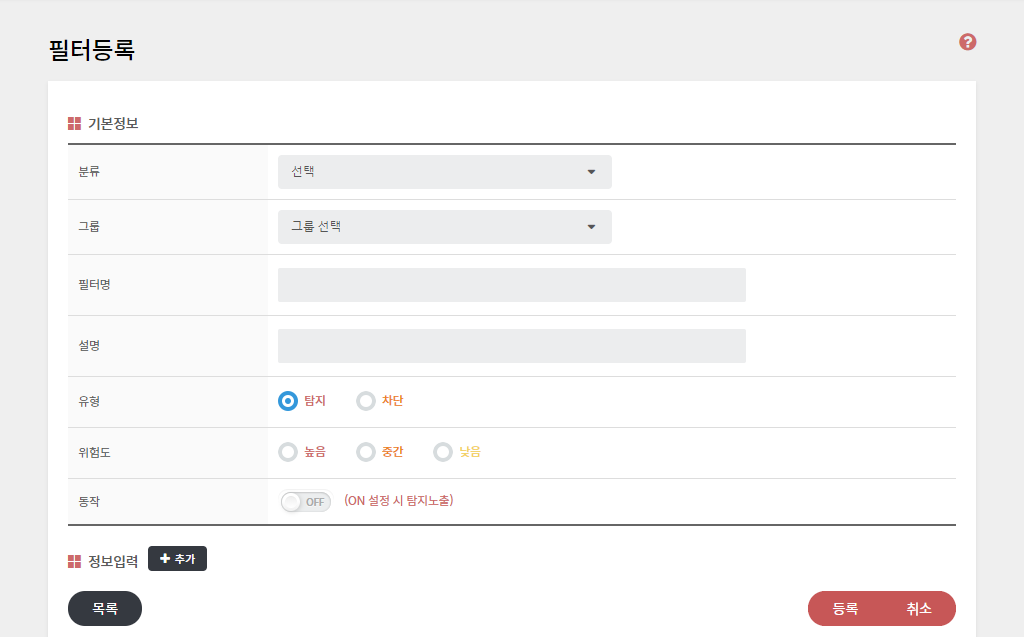 필터등록
?
기본정보
분류 선택
그룹 그룹 선택
필터명
설명
유형 탐지 차단
위험도 높음 중간 낮음
동작 OFF (ON 설정 시 탐지노출)
정보입력 + 추가
목록 등록 취소